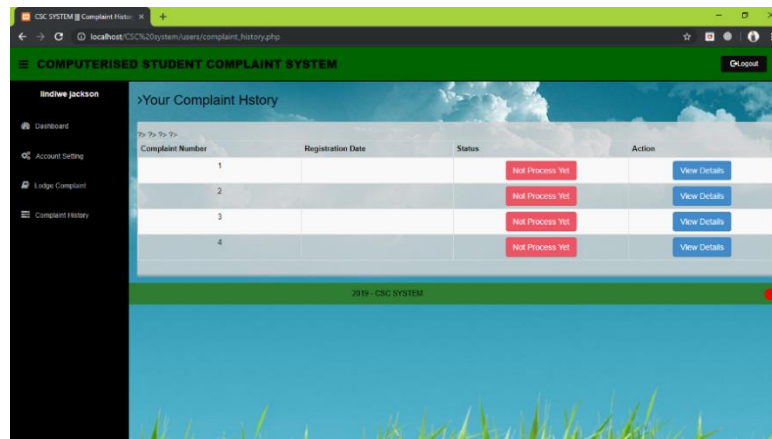 CSC SYSTEM ||| Complaint Histor
localhost/CSC%20system/users/complaint_history.php
COMPUTERISED STUDENT COMPLAINT SYSTEM
Logout
lindiwe jackson
>Your Complaint Hstory
Dashboard
?> ?> ?> ?>
Complaint Number Registration Date Status Action
Account Setting
1 Not Process Yet View Details
Lodge Complaint
2 Not Process Yet View Details
Complaint History
3 Not Process Yet View Details
4 Not Process Yet View Details
2019 - CSC SYSTEM